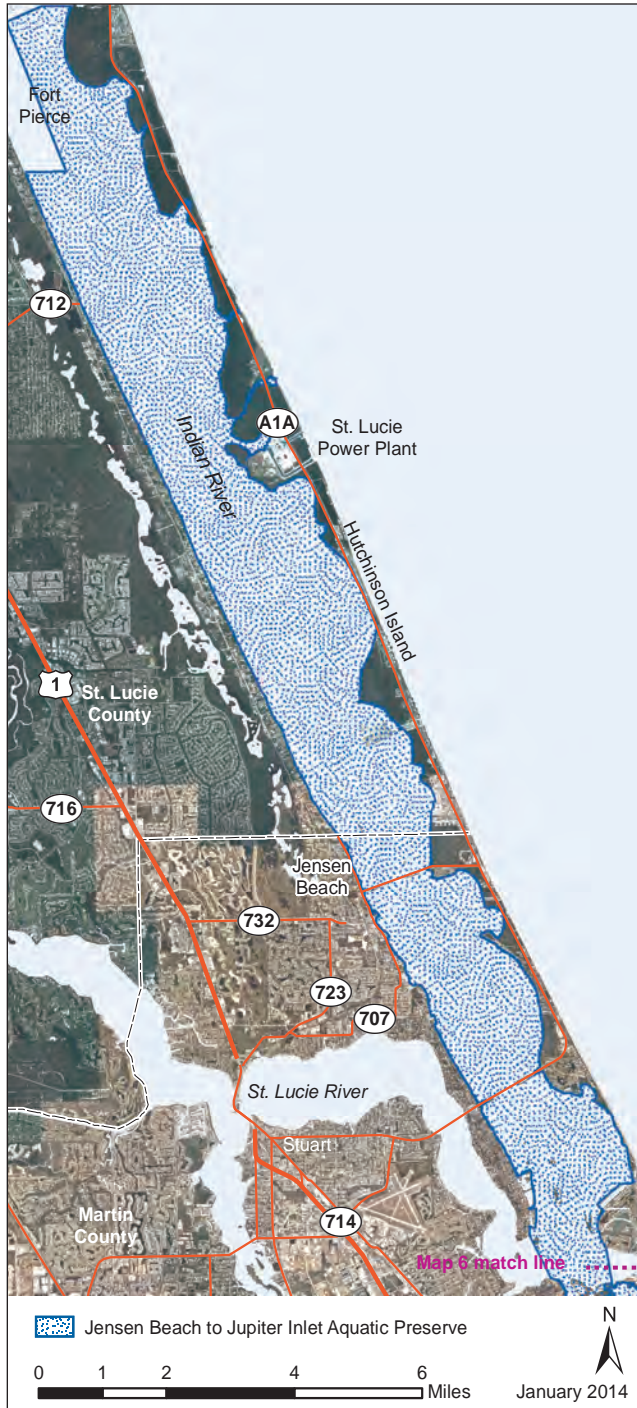 Fort
Pierce
712
A1A
St. Lucie
Power Plant
Indian River
Hutchinson Island
1
St. Lucie
County
716
Jensen
Beach
732
723
707
St. Lucie River
Stuart
714
Martin
County
Map 6 match line
Jensen Beach to Jupiter Inlet Aquatic Preserve
N
0 1 2 4 6
Miles
January 2014